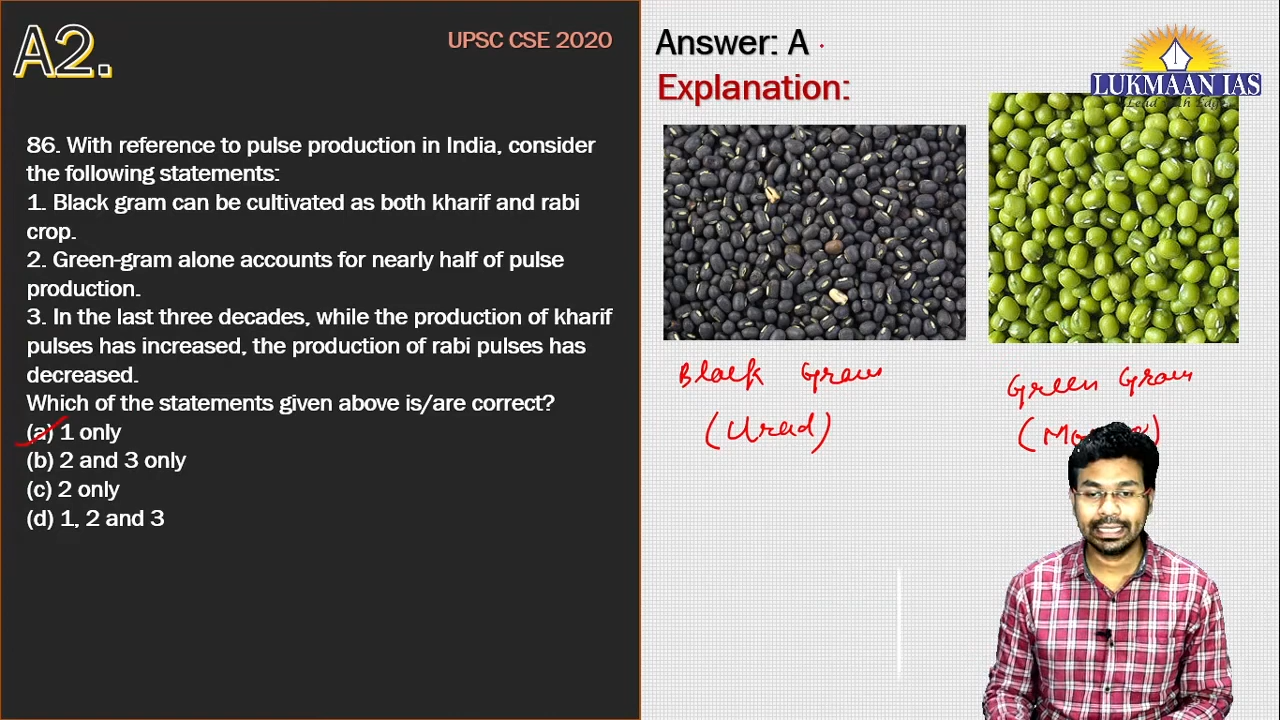 A2.
UPSC CSE 2020
86. With reference to pulse production in India, consider
the following statements:
1. Black gram can be cultivated as both kharif and rabi
crop.
2. Green-gram alone accounts for nearly half of pulse
production.
3. In the last three decades, while the production of kharif
pulses has increased, the production of rabi pulses has
decreased.
Which of the statements given above is/are correct?
(a) 1 only
(b) 2 and 3 only
(c) 2 only
(d) 1, 2 and 3
Answer: A
Explanation:
LUKMAAN IAS
Black Gram
(Urad)
Green Gram